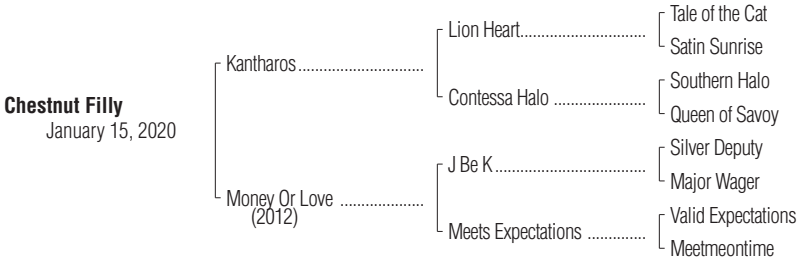 Tale of the Cat
Lion Heart..............................
Satin Sunrise
Kantharos..............................
Southern Halo
Contessa Halo ......................
Queen of Savoy
Chestnut Filly
January 15, 2020
Silver Deputy
J Be K....................................
Major Wager
Money Or Love ....................
(2012)
Valid Expectations
Meets Expectations ..............
Meetmeontime